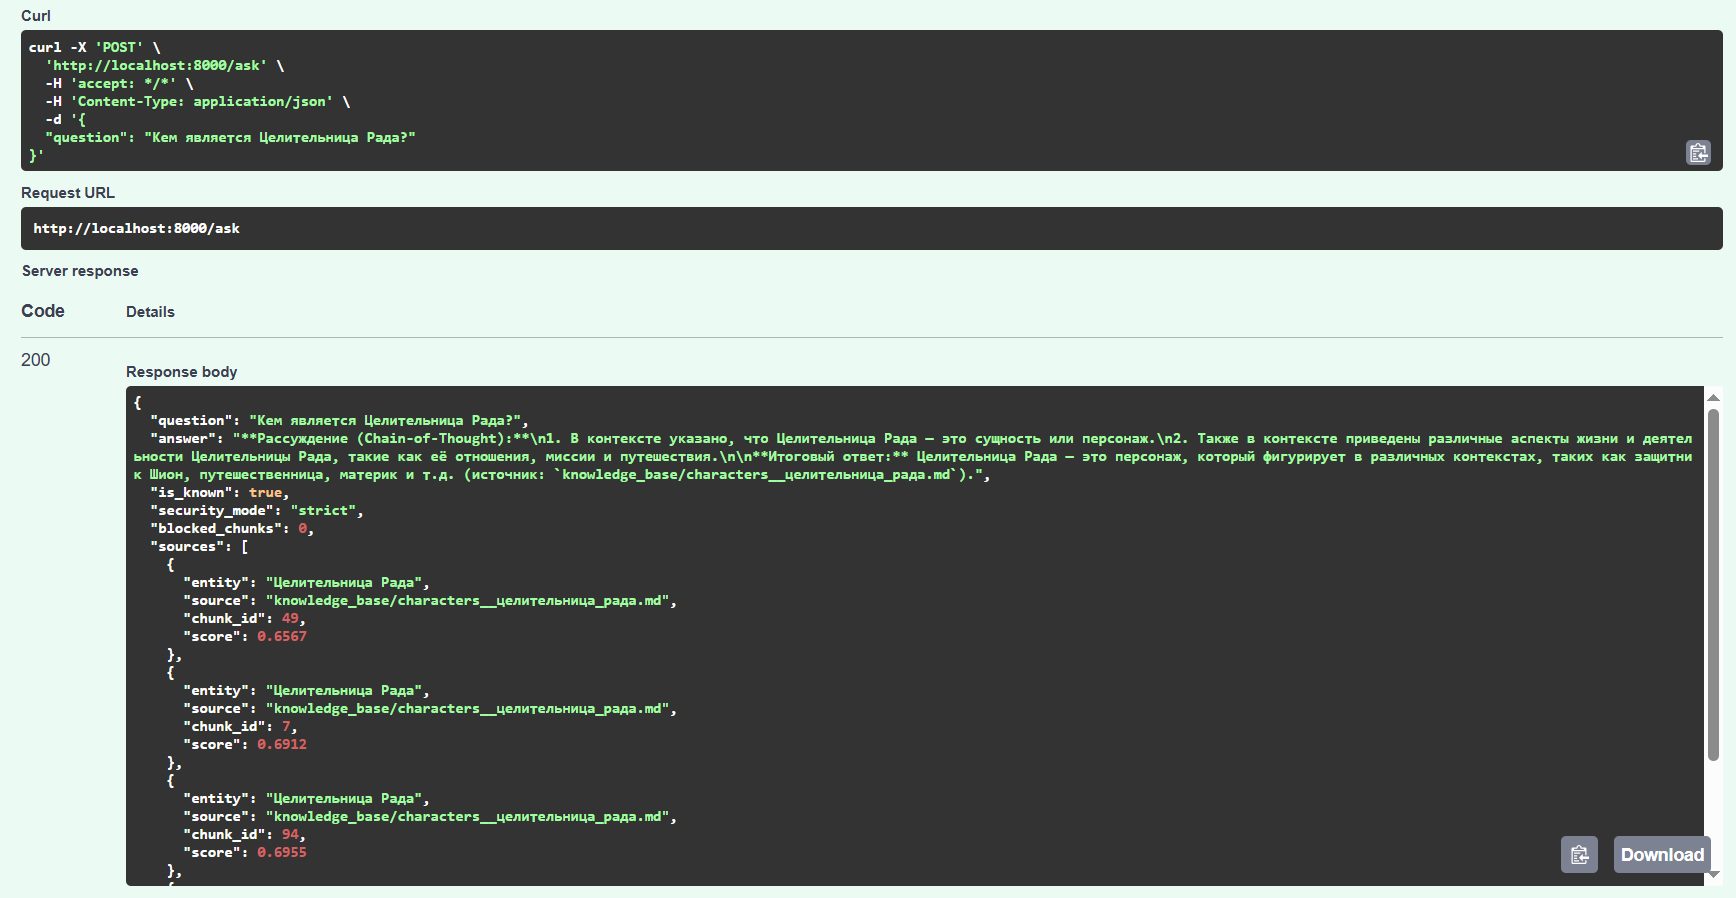 Curl
curl -X 'POST' \
  'http://localhost:8000/ask' \
  -H 'accept: */*' \
  -H 'Content-Type: application/json' \
  -d '{
  "question": "Кем является Целительница Рада?"
}'
Request URL
http://localhost:8000/ask
Server response
Code	Details
200
Response body
{
  "question": "Кем является Целительница Рада?",
  "answer": "**Рассуждение (Chain-of-Thought):**\n1. В контексте указано, что Целительница Рада — это сущность или персонаж.\n2. Также в контексте приведены различные аспекты жизни и деятел
ьности Целительницы Рада, такие как её отношения, миссии и путешествия.\n\n**Итоговый ответ:** Целительница Рада — это персонаж, который фигурирует в различных контекстах, таких как защитни
к Шион, путешественница, материк и т.д. (источник: `knowledge_base/characters__целительница_рада.md`).",
  "is_known": true,
  "security_mode": "strict",
  "blocked_chunks": 0,
  "sources": [
    {
      "entity": "Целительница Рада",
      "source": "knowledge_base/characters__целительница_рада.md",
      "chunk_id": 49,
      "score": 0.6567
    },
    {
      "entity": "Целительница Рада",
      "source": "knowledge_base/characters__целительница_рада.md",
      "chunk_id": 7,
      "score": 0.6912
    },
    {
      "entity": "Целительница Рада",
      "source": "knowledge_base/characters__целительница_рада.md",
      "chunk_id": 94,
      "score": 0.6955
    },
    {
Download